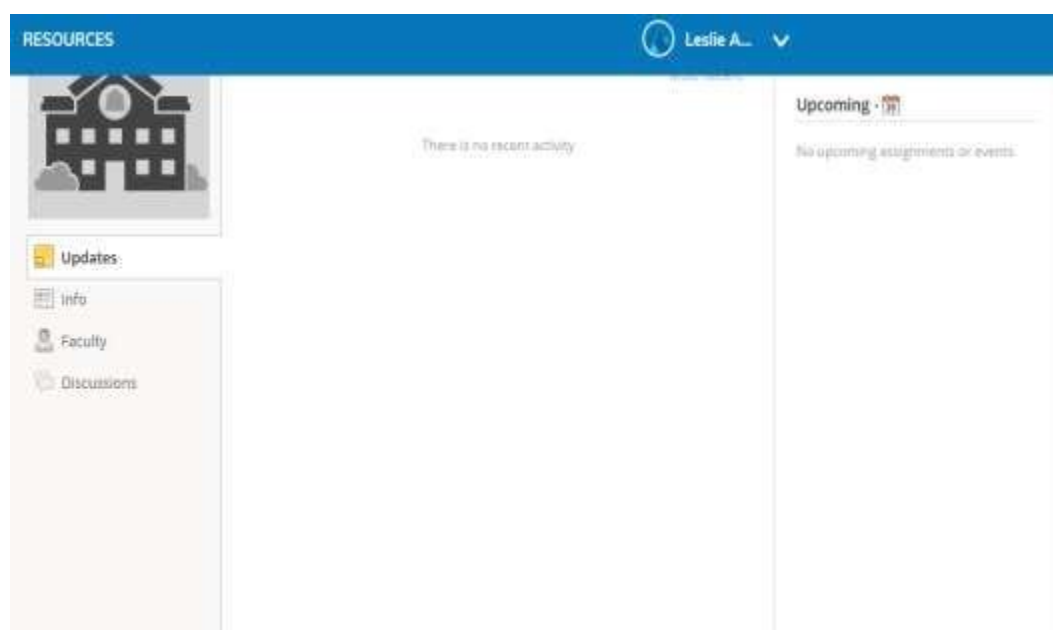 RESOURCES
Leslie A...
Upcoming ·
There is no recent activity
No upcoming assignments or events
Updates
Info
Faculty
Discussions